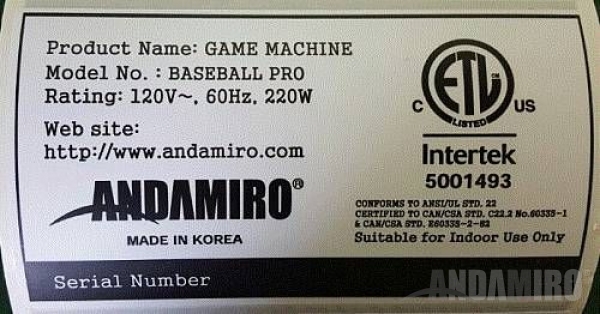 Product Name: GAME MACHINE
Model No. : BASEBALL PRO
Rating: 120V~, 60Hz, 220W
Web site:
http://www.andamiro.com
ANDAMIRO®
MADE IN KOREA
ETL
CM
LISTED
C US
Intertek
5001493
CONFORMS TO ANSI/UL STD. 22
CERTIFIED TO CAN/CSA STD. C22.2 No.60335-1
& CAN/CSA STD. E60335-2-82
Suitable for Indoor Use Only
Serial Number
ANDAMIRO